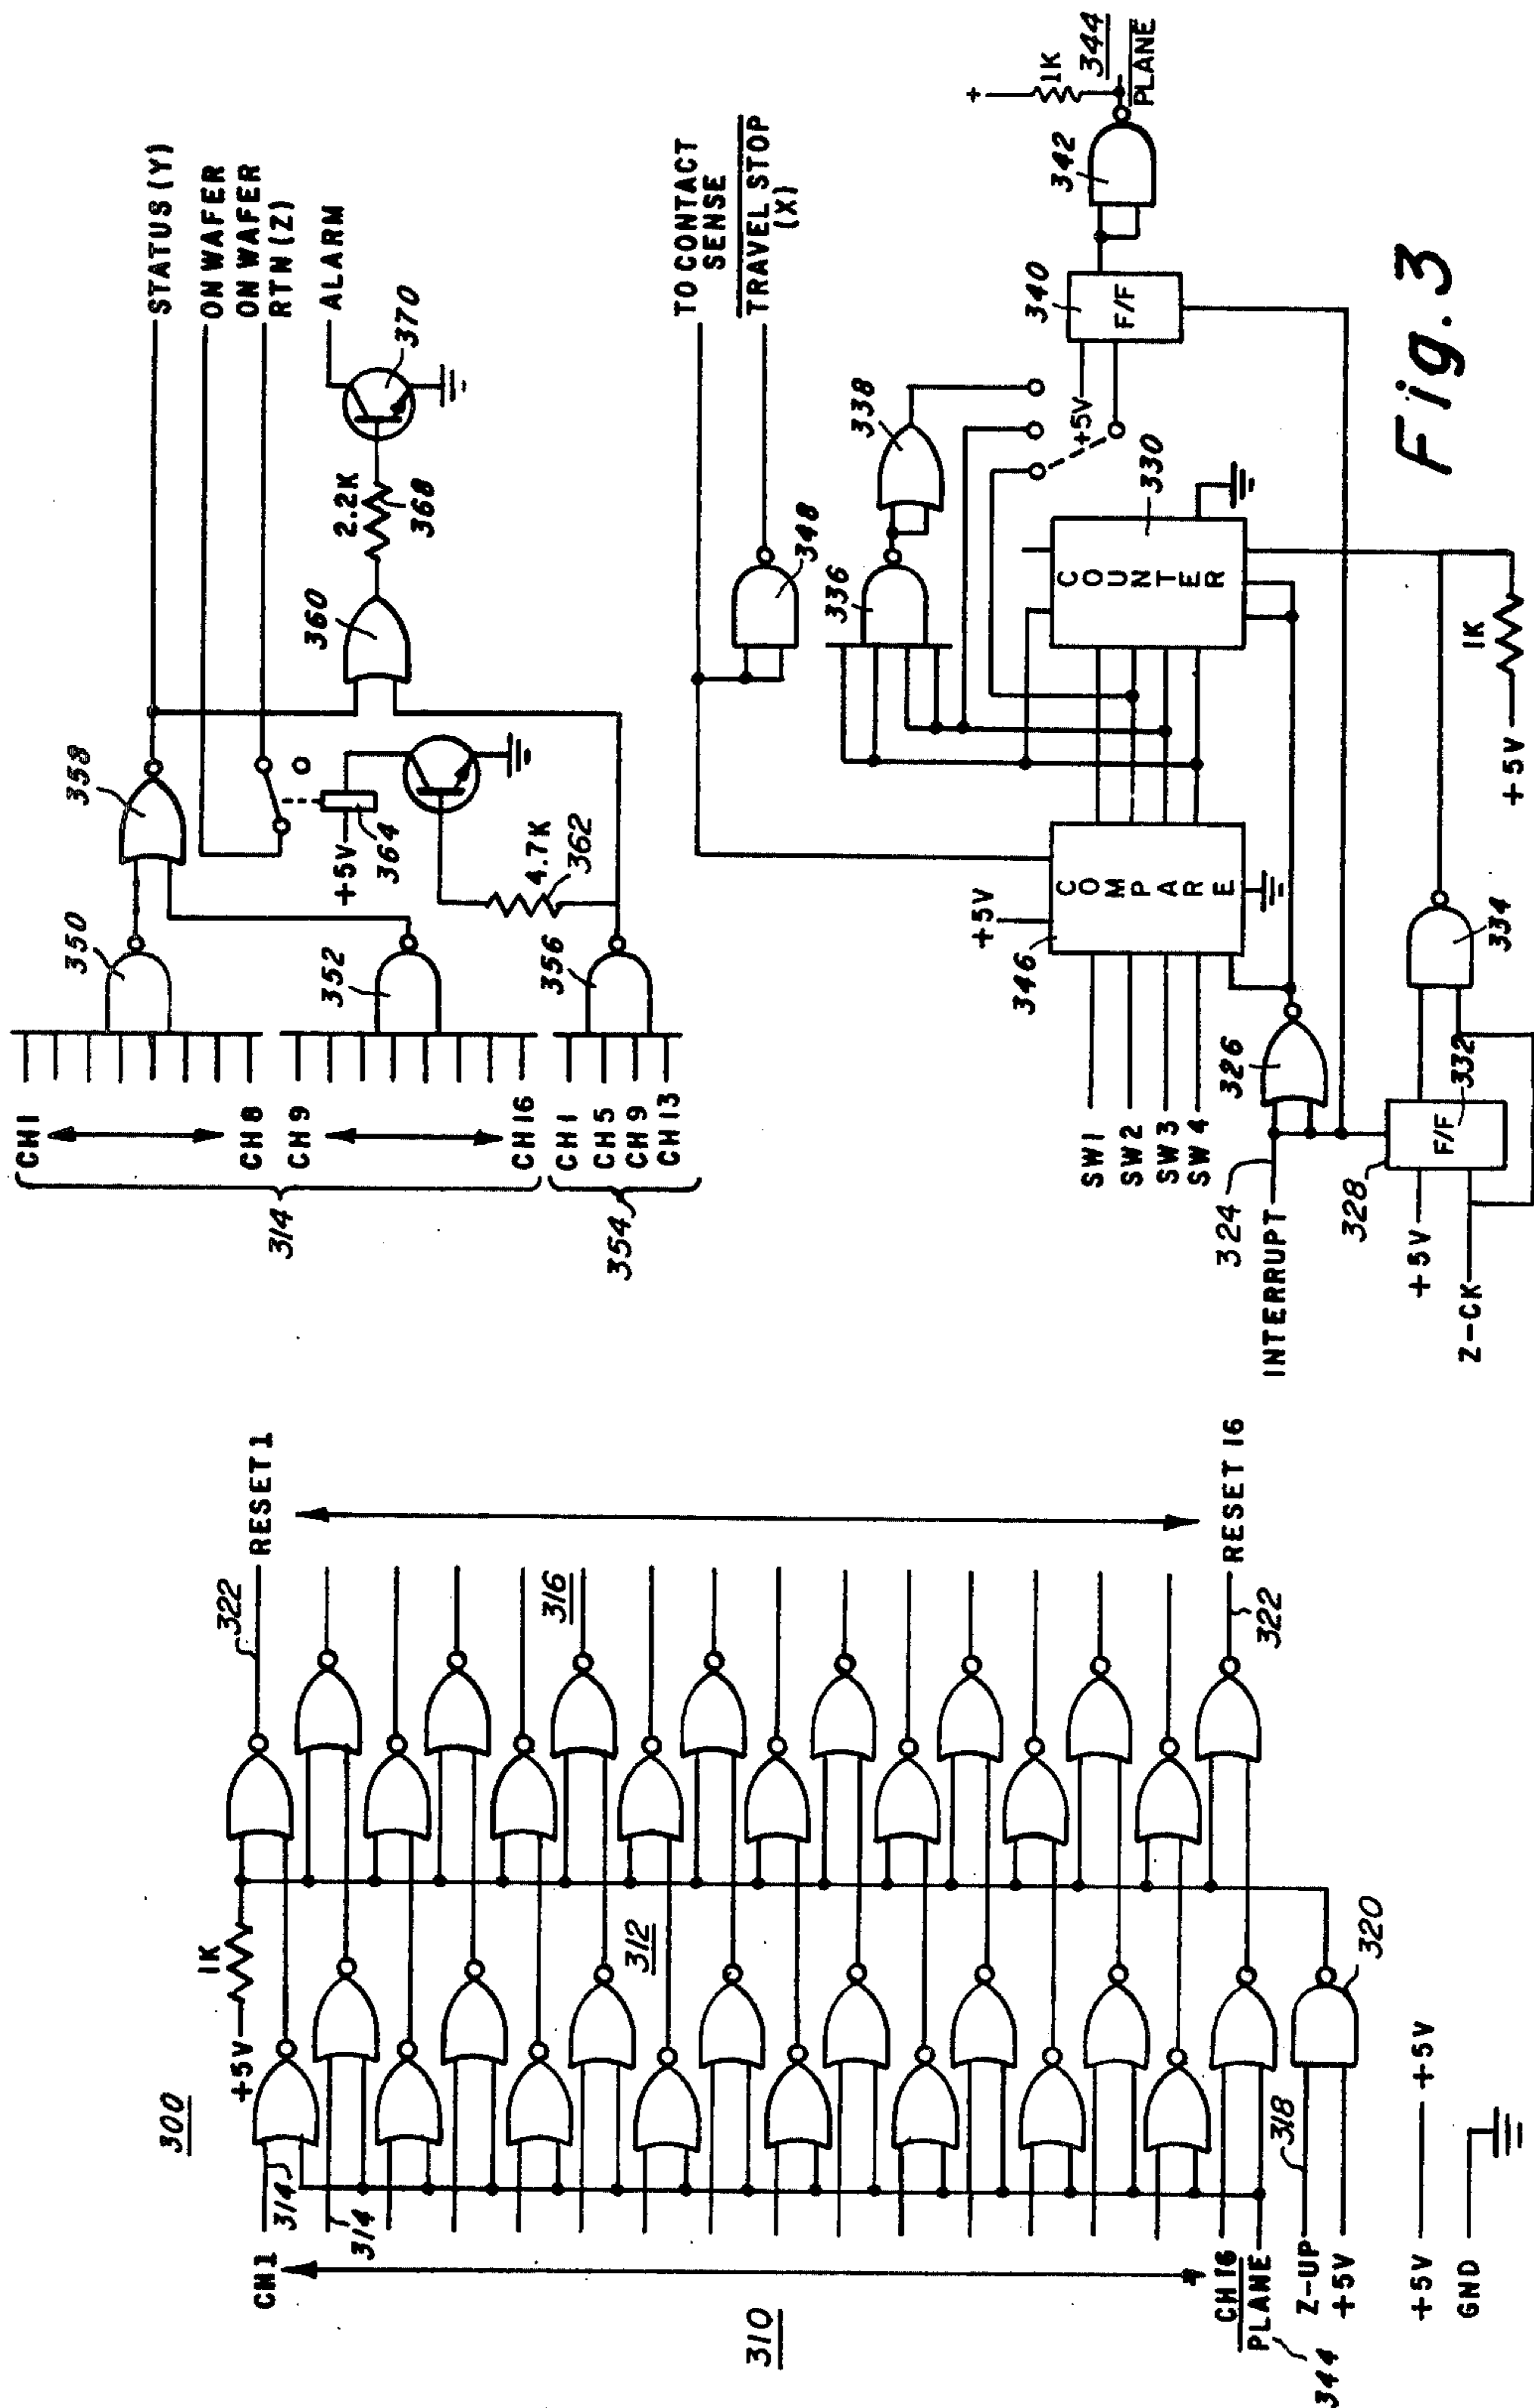 300
310
CH1
314
314
+5V
1K
312
316
322
RESET 1
RESET 16
322
CH16
PLANE
344
Z-UP
+5V
318
320
+5V
+5V
GND
CH1
CH8
CH9
CH16
314
CH1
CH5
CH9
CH13
354
350
352
356
358
+5V
364
4.7K
362
360
2.2K
368
370
STATUS (Y)
ON WAFER
ON WAFER
RTN (Z)
ALARM
TO CONTACT
SENSE
TRAVEL STOP
(X)
348
336
338
+5V
340
F/F
342
+
1K
344
PLANE
346
+5V
COMPARE
COUNTER
330
SW1
SW2
SW3
SW4
324
INTERRUPT
326
328
+5V
Z-CK
F/F
332
334
+5V
1K
Fig. 3